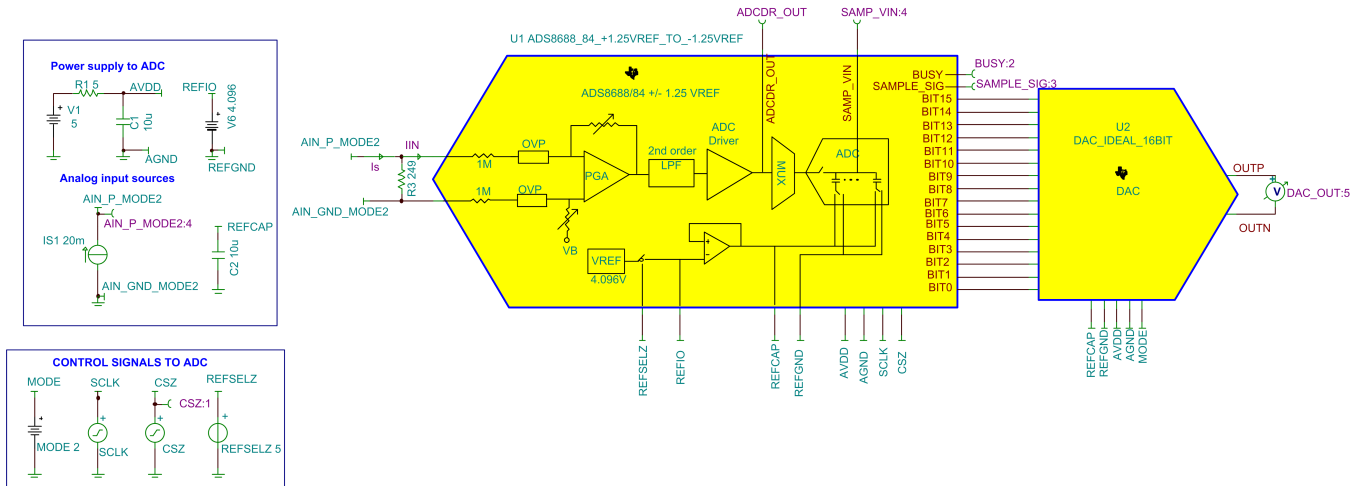 Power supply to ADC
R1 5
AVDD
V1
5
C1
10u
AGND
REFIO
V6 4.096
REFGND
Analog input sources
AIN_P_MODE2
AIN_P_MODE2:4
IS1 20m
AIN_GND_MODE2
REFCAP
C2 10u
CONTROL SIGNALS TO ADC
MODE
SCLK
CSZ
REFSELZ
CSZ:1
MODE 2
SCLK
CSZ
REFSELZ 5
U1 ADS8688_84_+1.25VREF_TO_-1.25VREF
ADCDR_OUT
SAMP_VIN:4
ADS8688/84 +/- 1.25 VREF
ADCDR_OUT
SAMP_VIN
AIN_P_MODE2
Is
IIN
R3 249
AIN_GND_MODE2
1M
OVP
1M
OVP
PGA
VB
2nd order
LPF
ADC
Driver
MUX
ADC
VREF
4.096V
REFSELZ
REFIO
REFCAP
REFGND
AVDD
AGND
SCLK
CSZ
BUSY
SAMPLE_SIG
BUSY:2
SAMPLE_SIG:3
BIT15
BIT14
BIT13
BIT12
BIT11
BIT10
BIT9
BIT8
BIT7
BIT6
BIT5
BIT4
BIT3
BIT2
BIT1
BIT0
U2
DAC_IDEAL_16BIT
DAC
OUTP
OUTN
V
DAC_OUT:5
REFCAP
REFGND
AVDD
AGND
MODE